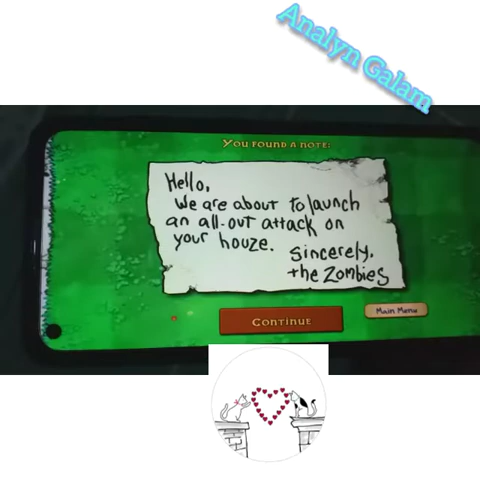 Analyn Galam
YOU FOUND A NOTE:
Hello,
We are about to launch
an all-out attack on
your houze.
Sincerely,
the Zombies
CONTINUE
Main Menu